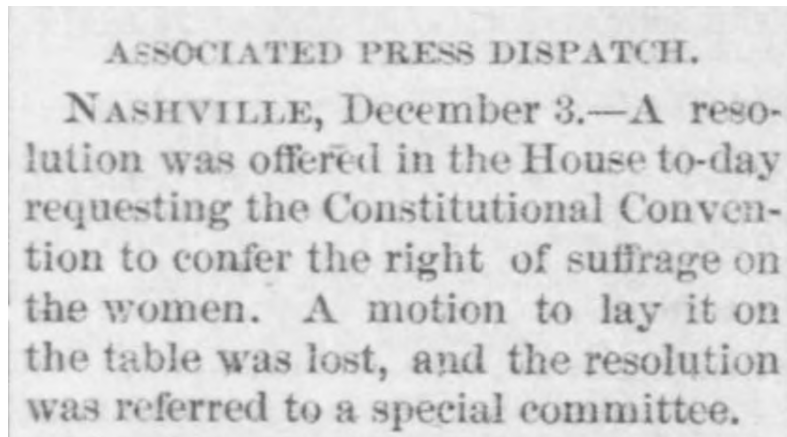 ASSOCIATED PRESS DISPATCH.
NASHVILLE, December 3.—A reso-
lution was offered in the House to-day
requesting the Constitutional Conven-
tion to confer the right of suffrage on
the women. A motion to lay it on
the table was lost, and the resolution
was referred to a special committee.